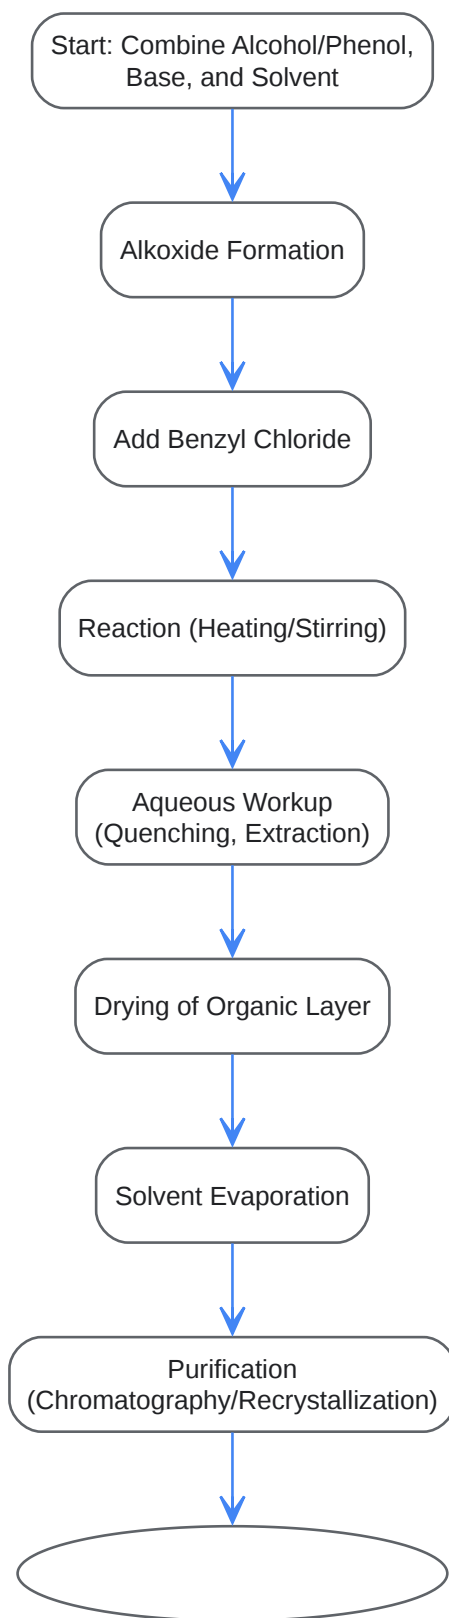 Start: Combine Alcohol/Phenol,
Base, and Solvent
Alkoxide Formation
Add Benzyl Chloride
Reaction (Heating/Stirring)
Aqueous Workup
(Quenching, Extraction)
Drying of Organic Layer
Solvent Evaporation
Purification
(Chromatography/Recrystallization)